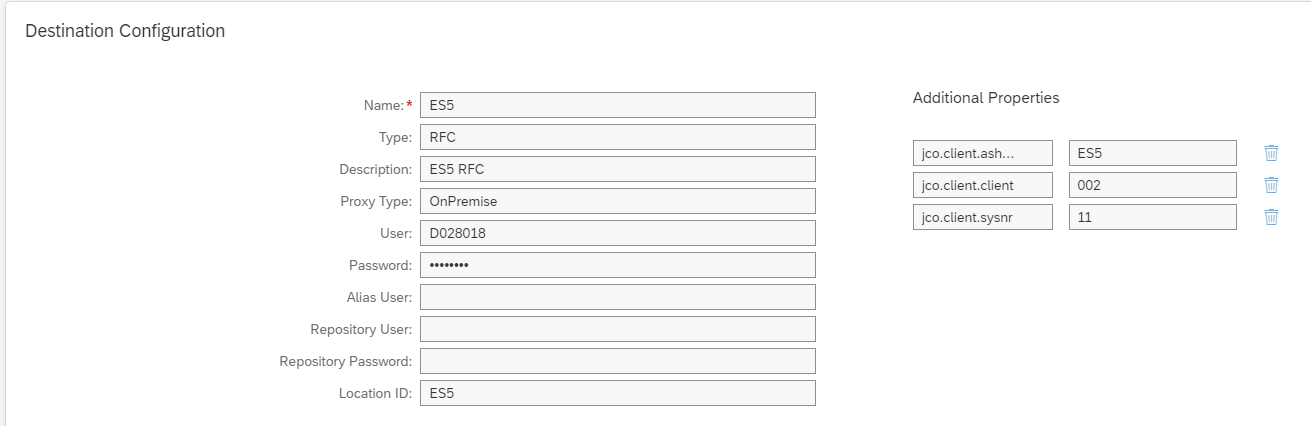 Destination Configuration
Name:* ES5
Type: RFC
Description: ES5 RFC
Proxy Type: OnPremise
User: D028018
Password: ••••••••
Alias User:
Repository User:
Repository Password:
Location ID: ES5
Additional Properties
jco.client.ash... ES5
jco.client.client 002
jco.client.sysnr 11